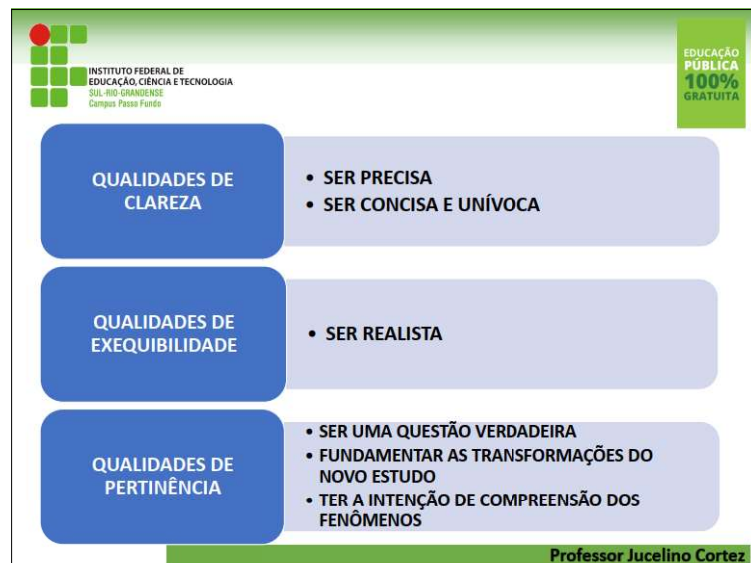 INSTITUTO FEDERAL DE
EDUCAÇÃO, CIÊNCIA E TECNOLOGIA
SUL-RIO-GRANDENSE
Campus Passo Fundo
EDUCAÇÃO
PÚBLICA
100%
GRATUITA
QUALIDADES DE
CLAREZA
• SER PRECISA
• SER CONCISA E UNÍVOCA
QUALIDADES DE
EXEQUIBILIDADE
• SER REALISTA
QUALIDADES DE
PERTINÊNCIA
• SER UMA QUESTÃO VERDADEIRA
• FUNDAMENTAR AS TRANSFORMAÇÕES DO
NOVO ESTUDO
• TER A INTENÇÃO DE COMPREENSÃO DOS
FENÔMENOS
Professor Jucelino Cortez